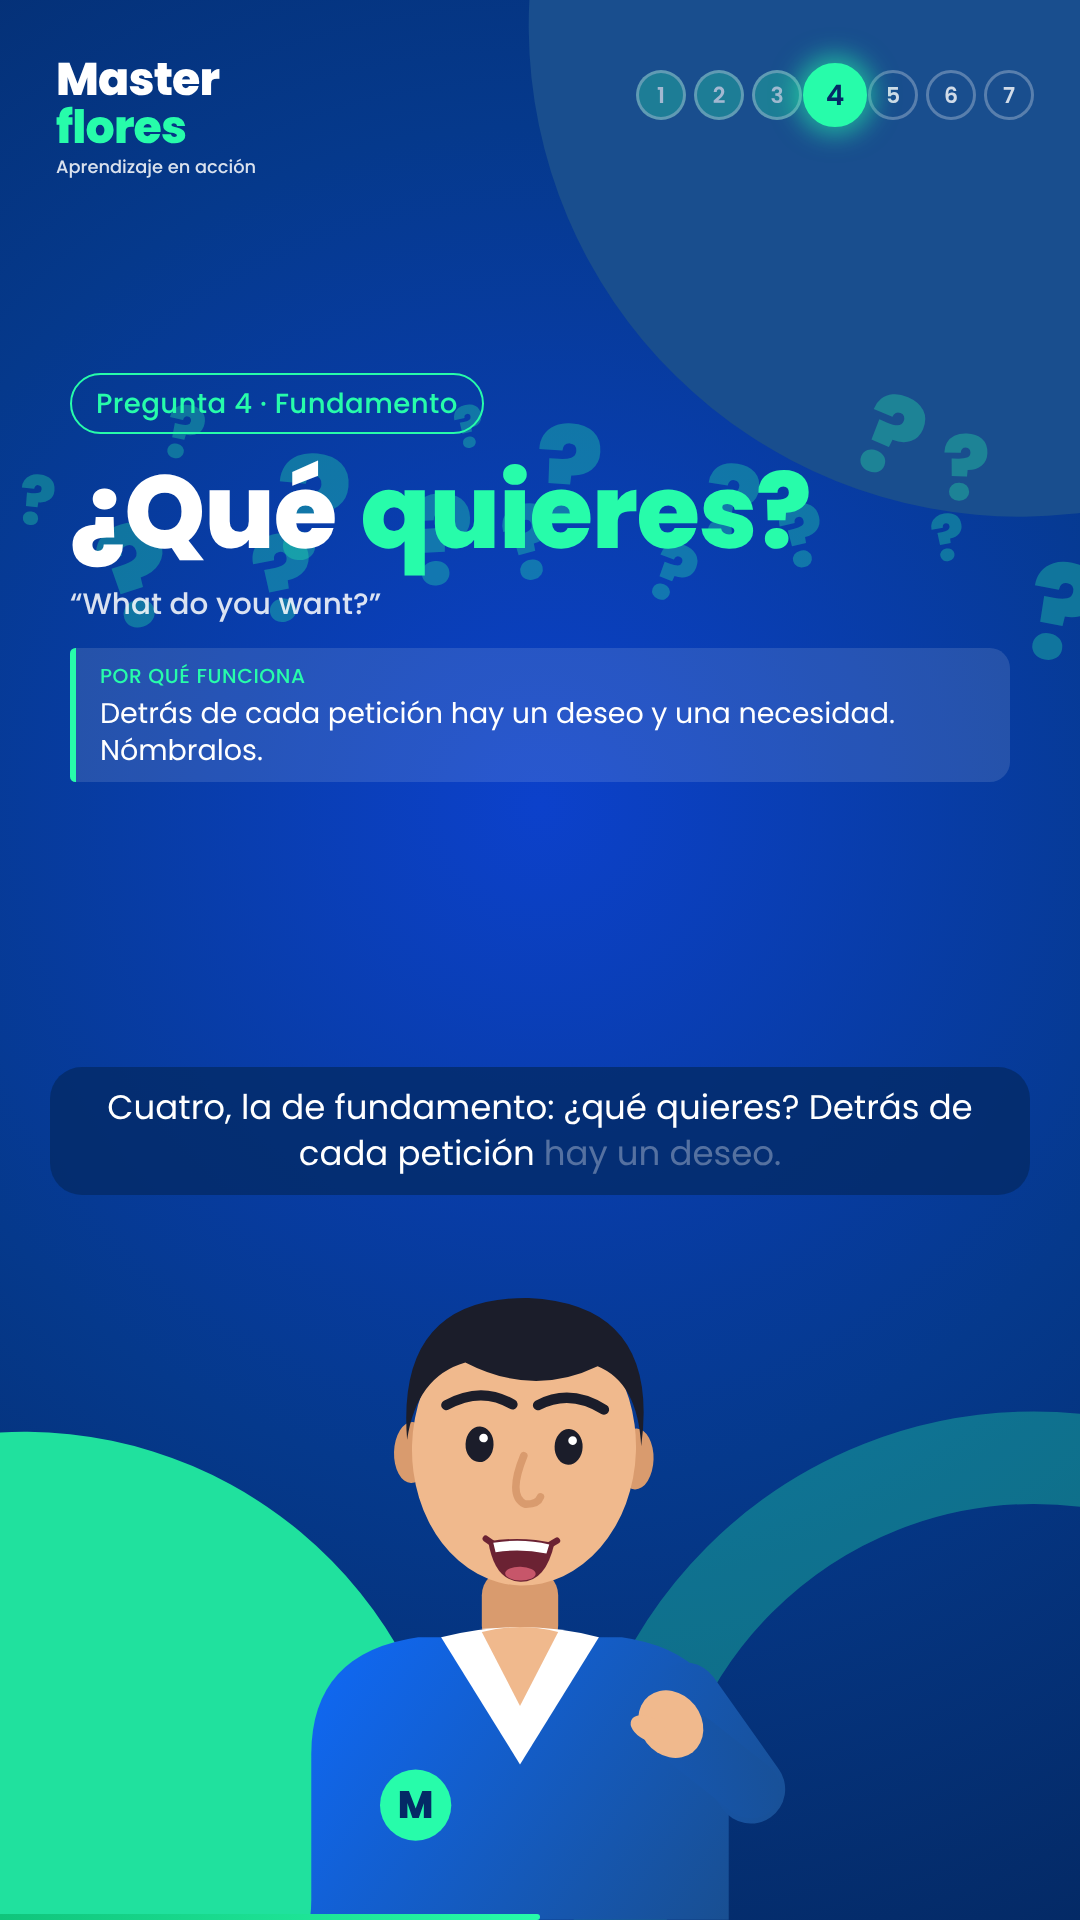 Master
flores
Aprendizaje en acción
1 2 3 4 5 6 7
Pregunta 4 · Fundamento
¿Qué quieres?
“What do you want?”
POR QUÉ FUNCIONA
Detrás de cada petición hay un deseo y una necesidad.
Nómbralos.
Cuatro, la de fundamento: ¿qué quieres? Detrás de
cada petición hay un deseo.
M